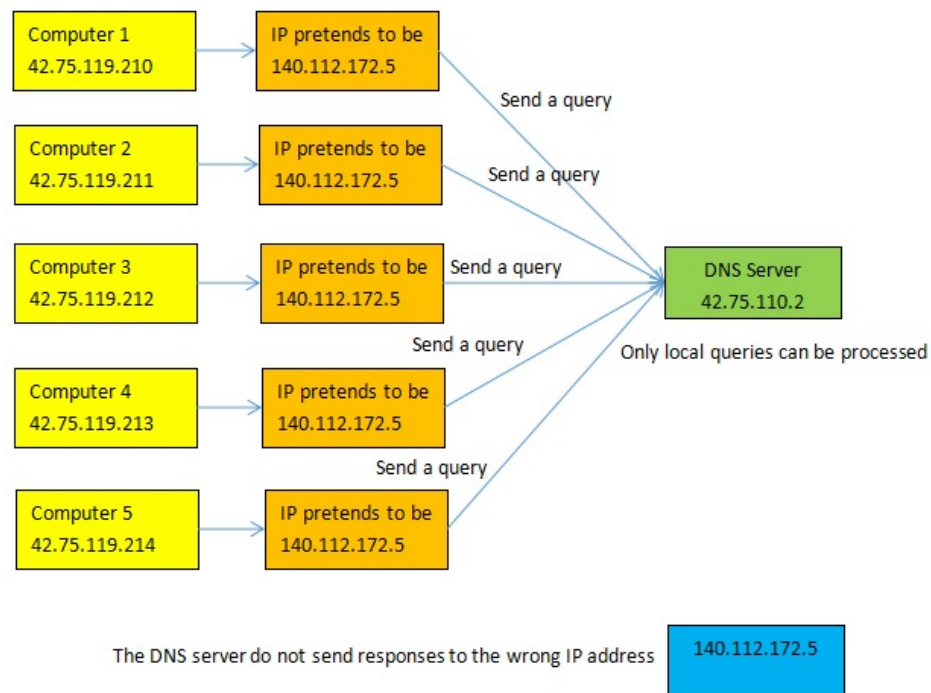 Computer 1
42.75.119.210
IP pretends to be
140.112.172.5
Send a query
Computer 2
42.75.119.211
IP pretends to be
140.112.172.5
Send a query
Computer 3
42.75.119.212
IP pretends to be
140.112.172.5
Send a query
DNS Server
42.75.110.2
Only local queries can be processed
Send a query
Computer 4
42.75.119.213
IP pretends to be
140.112.172.5
Send a query
Computer 5
42.75.119.214
IP pretends to be
140.112.172.5
The DNS server do not send responses to the wrong IP address
140.112.172.5